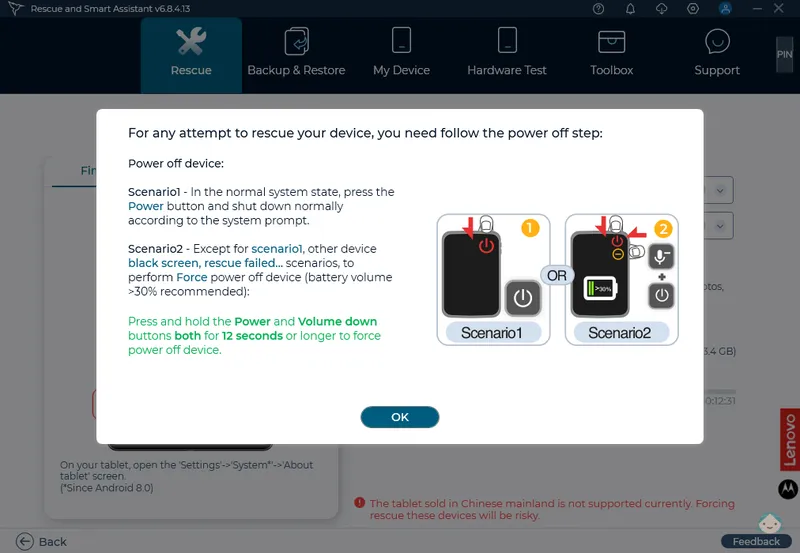 Rescue and Smart Assistant v6.8.4.13
Rescue
Backup & Restore
My Device
Hardware Test
Toolbox
Support
PIN
For any attempt to rescue your device, you need follow the power off step:
Power off device:
Scenario1 - In the normal system state, press the
Power button and shut down normally
according to the system prompt.
Scenario2 - Except for scenario1, other device
black screen, rescue failed... scenarios, to
perform Force power off device (battery volume
>30% recommended):
Press and hold the Power and Volume down
buttons both for 12 seconds or longer to force
power off device.
1
Scenario1
OR
2
>30%
Scenario2
OK
Fin
otos,
3.4 GB)
0:12:31
On your tablet, open the 'Settings'->'System*'->'About
tablet' screen.
(*Since Android 8.0)
The tablet sold in Chinese mainland is not supported currently. Forcing
rescue these devices will be risky.
Lenovo
Back
Feedback